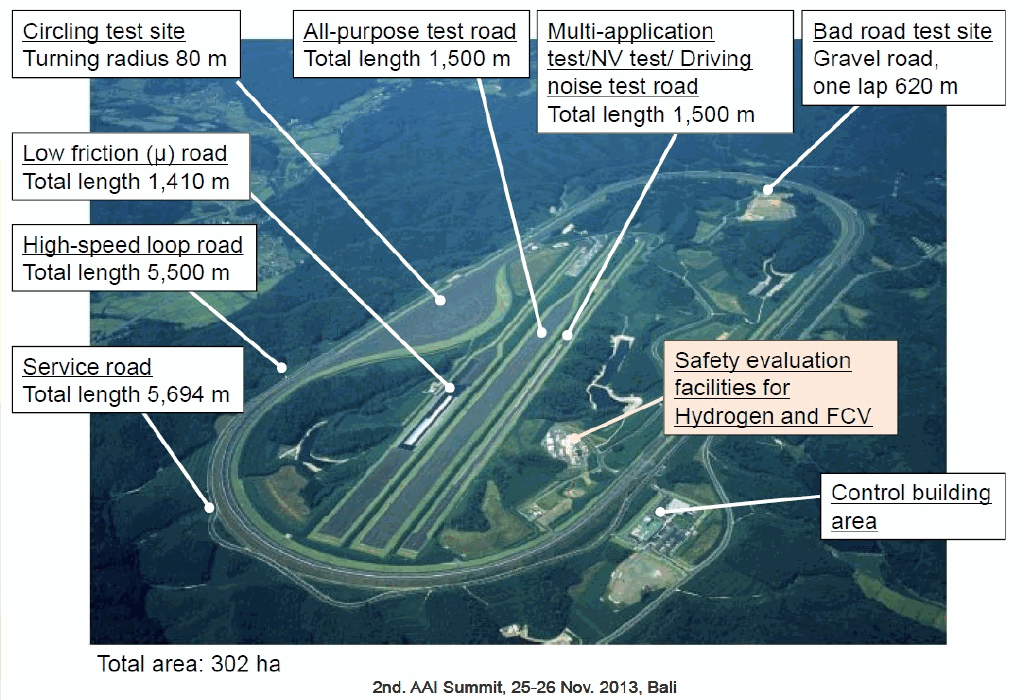 Circling test site
Turning radius 80 m
All-purpose test road
Total length 1,500 m
Multi-application
test/NV test/ Driving
noise test road
Total length 1,500 m
Bad road test site
Gravel road,
one lap 620 m
Low friction (μ) road
Total length 1,410 m
High-speed loop road
Total length 5,500 m
Service road
Total length 5,694 m
Safety evaluation
facilities for
Hydrogen and FCV
Control building
area
Total area: 302 ha
2nd. AAI Summit, 25-26 Nov. 2013, Bali